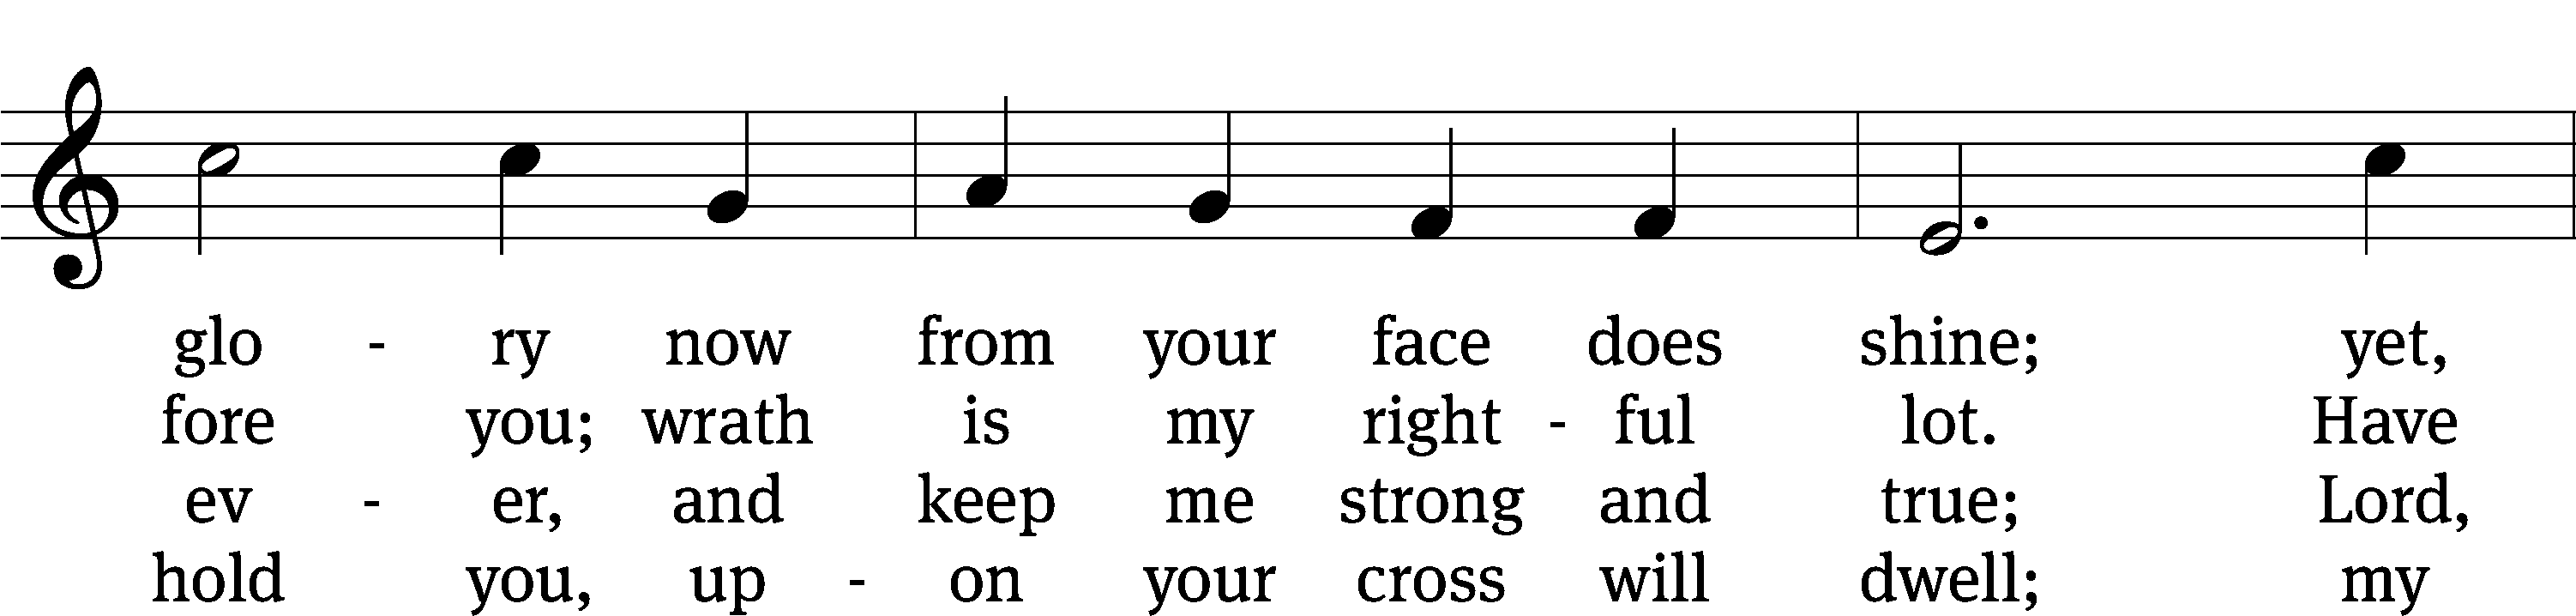 glo - ry now from your face does shine; yet,
fore you; wrath is my right - ful lot. Have
ev - er, and keep me strong and true; Lord,
hold you, up - on your cross will dwell; my